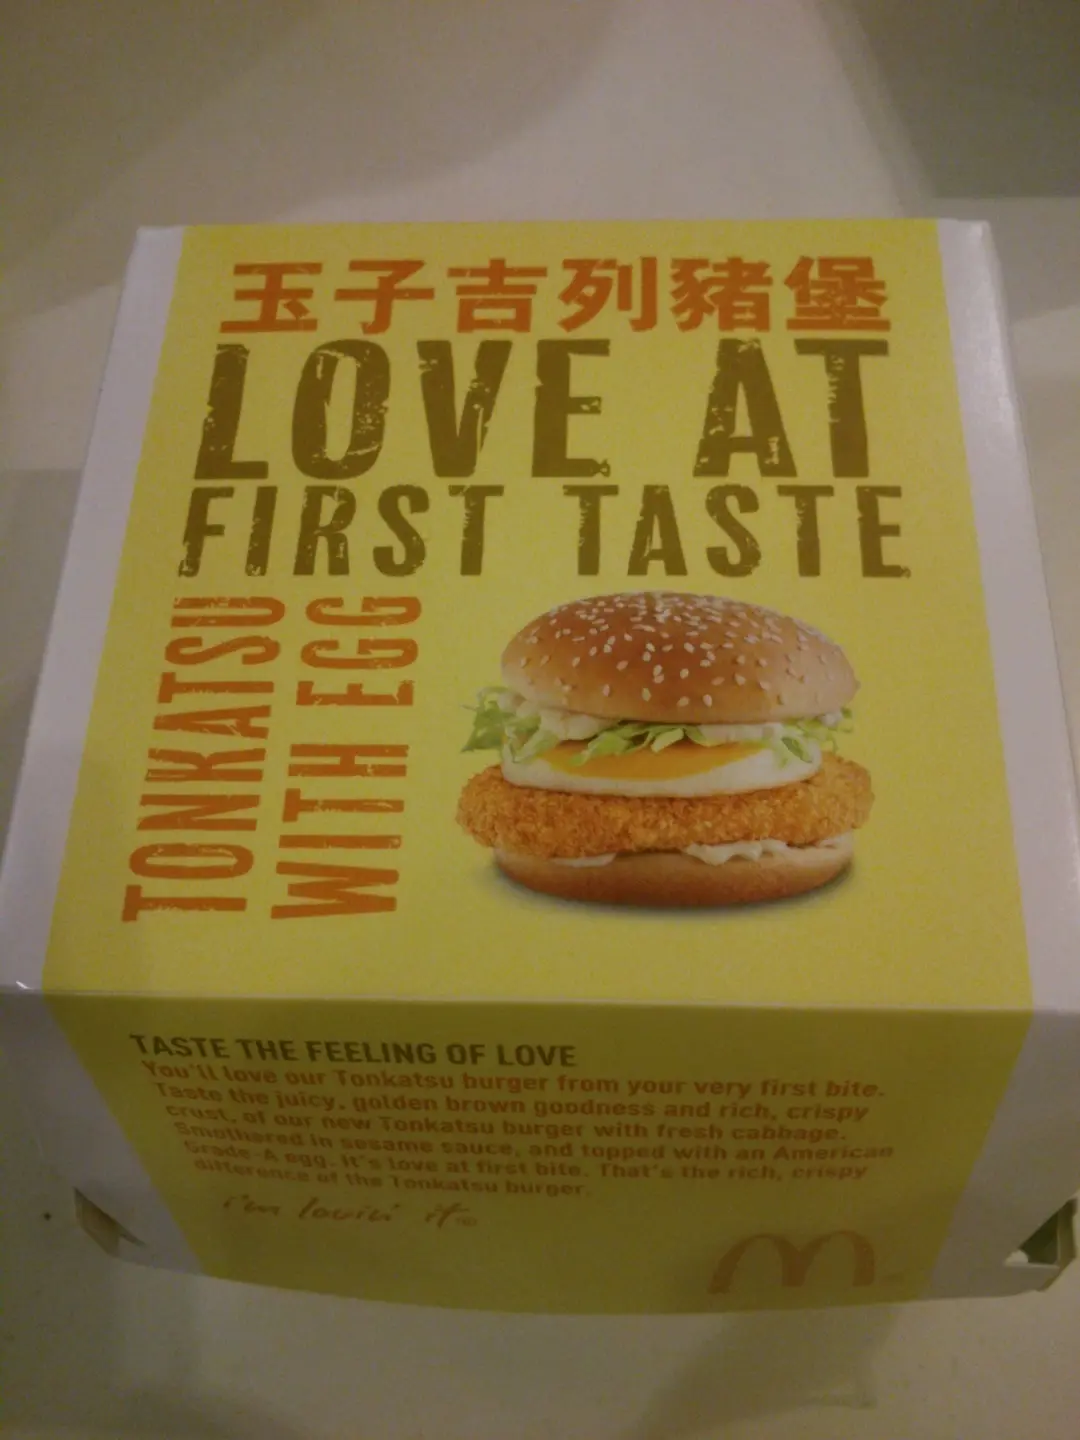 玉子吉列豬堡
LOVE AT
FIRST TASTE
TONKATSU
WITH EGG
TASTE THE FEELING OF LOVE
You'll love our Tonkatsu burger from your very first bite.
Taste the juicy, golden brown goodness and rich, crispy
crust, of our new Tonkatsu burger with fresh cabbage.
Smothered in sesame sauce, and topped with an American
Grade-A egg. It's love at first bite. That's the rich, crispy
difference of the Tonkatsu burger.
i'm lovin' it